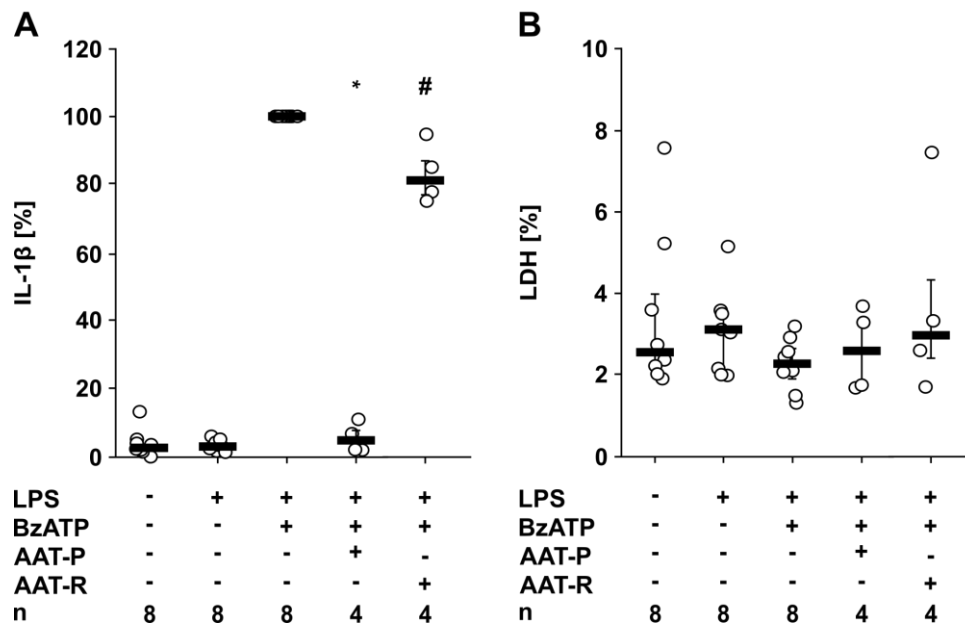 A
120
100
80
60
40
20
0
IL-1β [%]
* #
LPS - + + + +
BzATP - - + + +
AAT-P - - - + -
AAT-R - - - - +
n 8 8 8 4 4
B
10
8
6
4
2
0
LDH [%]
LPS - + + + +
BzATP - - + + +
AAT-P - - - + -
AAT-R - - - - +
n 8 8 8 4 4